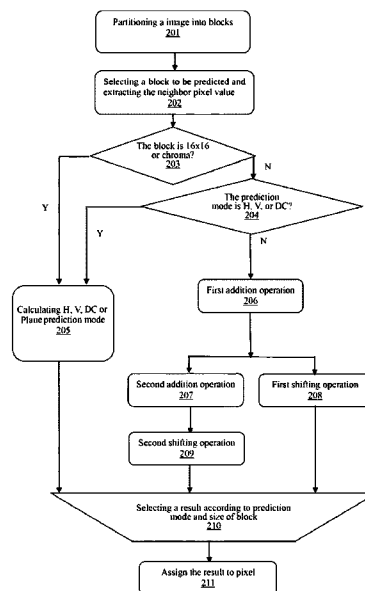 Partitioning a image into blocks
201
Selecting a block to be predicted and
extracting the neighbor pixel value
202
The block is 16x16
or chroma?
203
N
The prediction
mode is H, V, or DC?
204
Y
Y
N
First addition operation
206
Calculating H, V, DC or
Plane prediction mode
205
Second addition operation
207
First shifting operation
208
Second shifting operation
209
Selecting a result according to prediction
mode and size of block
210
Assign the result to pixel
211